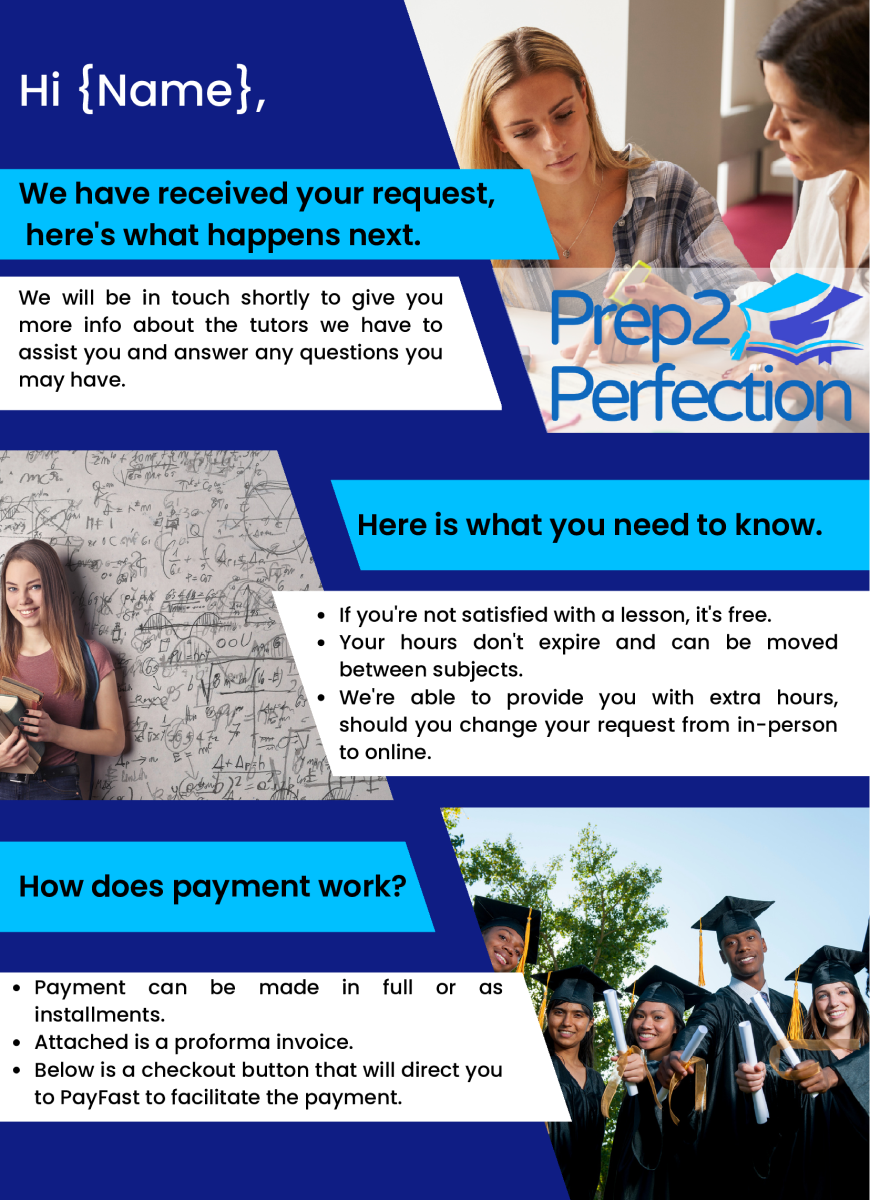 Hi {Name},
We have received your request,
here's what happens next.
We will be in touch shortly to give you
more info about the tutors we have to
assist you and answer any questions you
may have.
Prep2
Perfection
Here is what you need to know.
• If you're not satisfied with a lesson, it's free.
• Your hours don't expire and can be moved
between subjects.
• We're able to provide you with extra hours,
should you change your request from in-person
to online.
How does payment work?
• Payment can be made in full or as
installments.
• Attached is a proforma invoice.
• Below is a checkout button that will direct you
to PayFast to facilitate the payment.